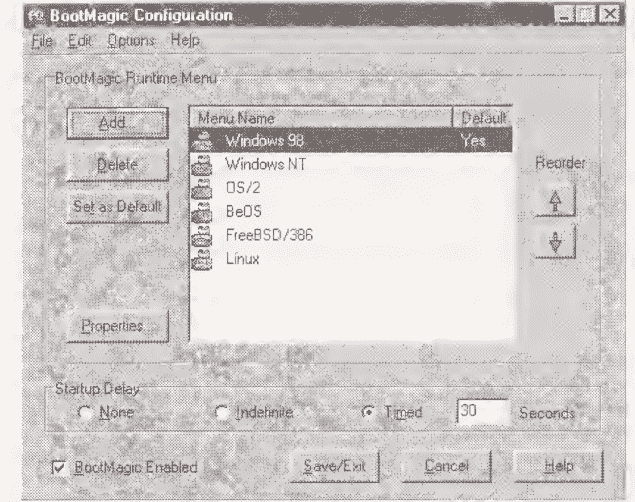 BootMagic Configuration
File Edit Options Help
BootMagic Runtime Menu
Add...
Delete
Set as Default
Properties...
Menu Name Default
Windows 98 Yes
Windows NT
OS/2
BeOS
FreeBSD/386
Linux
Reorder
Startup Delay
None Indefinite Timed 30 Seconds
BootMagic Enabled Save/Exit Cancel Help